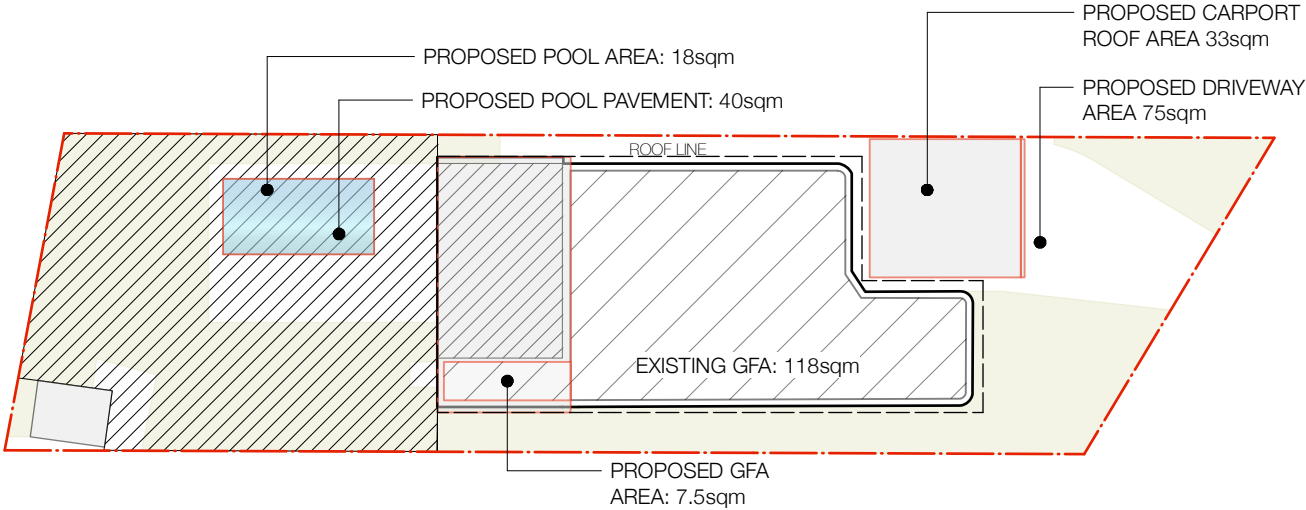 PROPOSED CARPORT
ROOF AREA 33sqm
PROPOSED POOL AREA: 18sqm
PROPOSED POOL PAVEMENT: 40sqm
PROPOSED DRIVEWAY
AREA 75sqm
ROOF LINE
EXISTING GFA: 118sqm
PROPOSED GFA
AREA: 7.5sqm